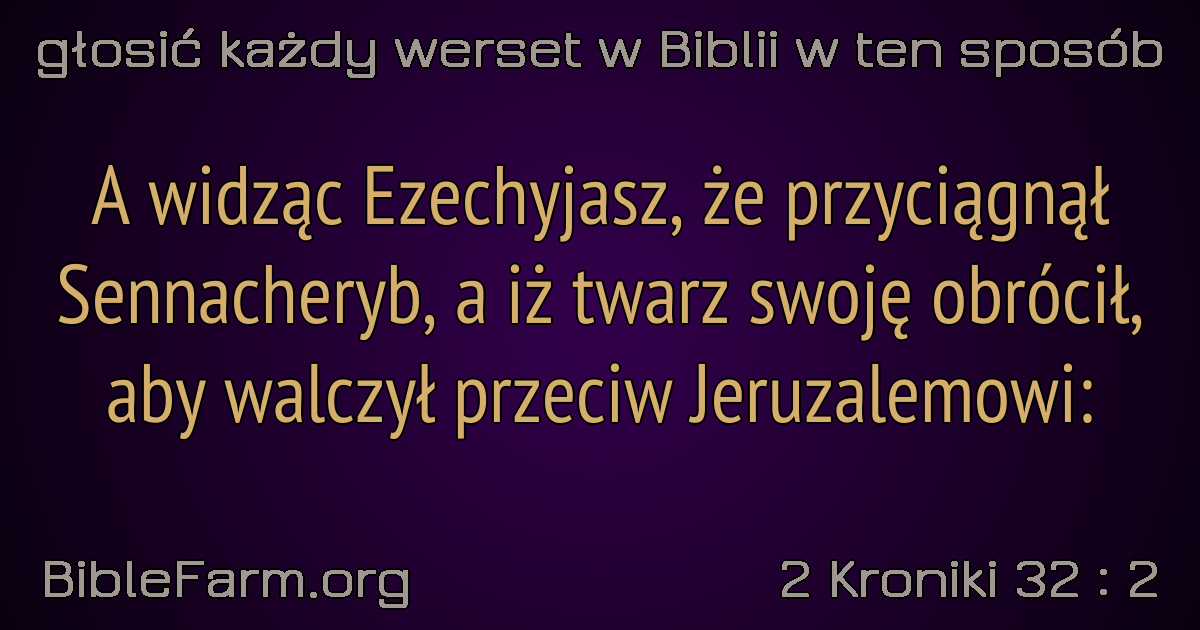 głosić każdy werset w Biblii w ten sposób
A widząc Ezechyjasz, że przyciągnął
Sennacheryb, a iż twarz swoję obrócił,
aby walczył przeciw Jeruzalemowi:
BibleFarm.org
2 Kroniki 32 : 2